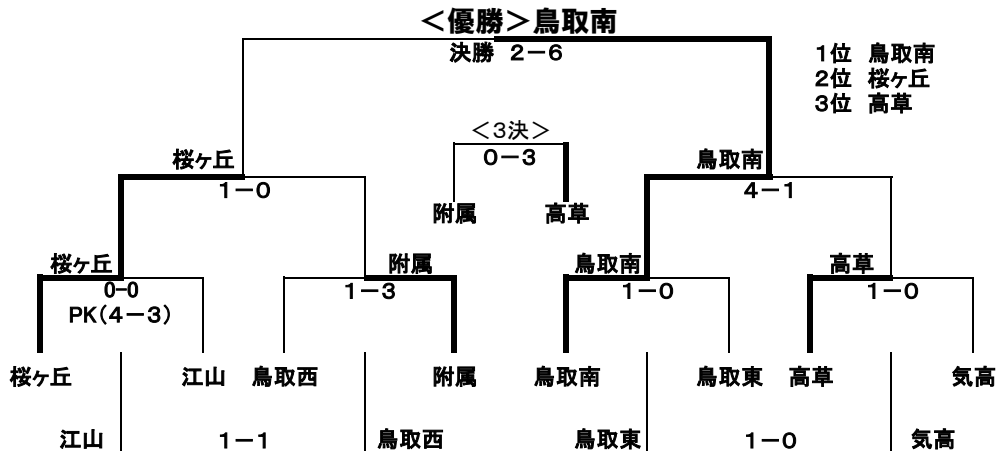 ＜優勝＞鳥取南
決勝 2－6
1位 鳥取南
2位 桜ヶ丘
3位 高草
＜3決＞
0－3
附属 高草
桜ヶ丘 鳥取南
1－0 4－1
桜ヶ丘 附属 鳥取南 高草
0－0 1－3 1－0 1－0
PK(4－3)
桜ヶ丘 江山 鳥取西 附属 鳥取南 鳥取東 高草 気高
江山 1－1 鳥取西 鳥取東 1－0 気高